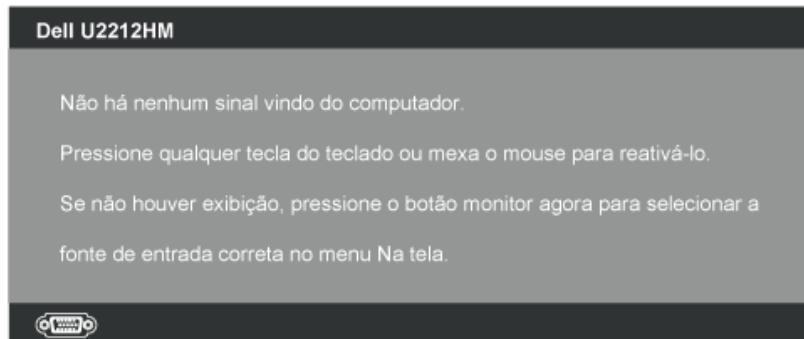 Dell U2212HM
Não há nenhum sinal vindo do computador.
Pressione qualquer tecla do teclado ou mexa o mouse para reativá-lo.
Se não houver exibição, pressione o botão monitor agora para selecionar a
fonte de entrada correta no menu Na tela.